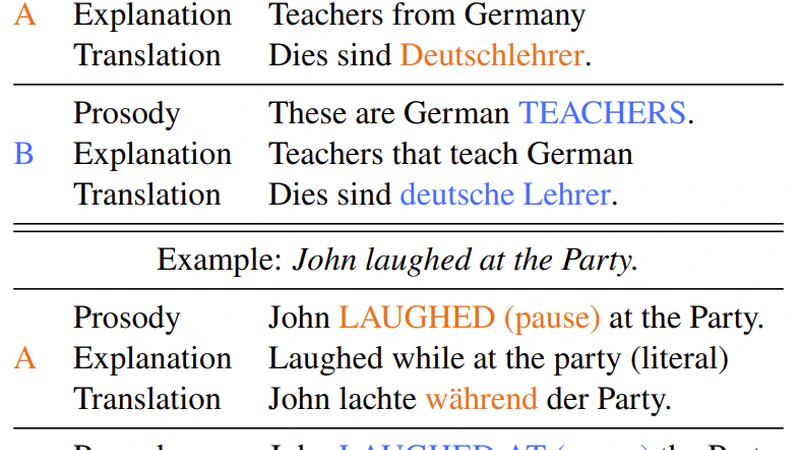 A Explanation Teachers from Germany
Translation Dies sind Deutschlehrer.
Prosody These are German TEACHERS.
B Explanation Teachers that teach German
Translation Dies sind deutsche Lehrer.
Example: John laughed at the Party.
Prosody John LAUGHED (pause) at the Party.
A Explanation Laughed while at the party (literal)
Translation John lachte während der Party.